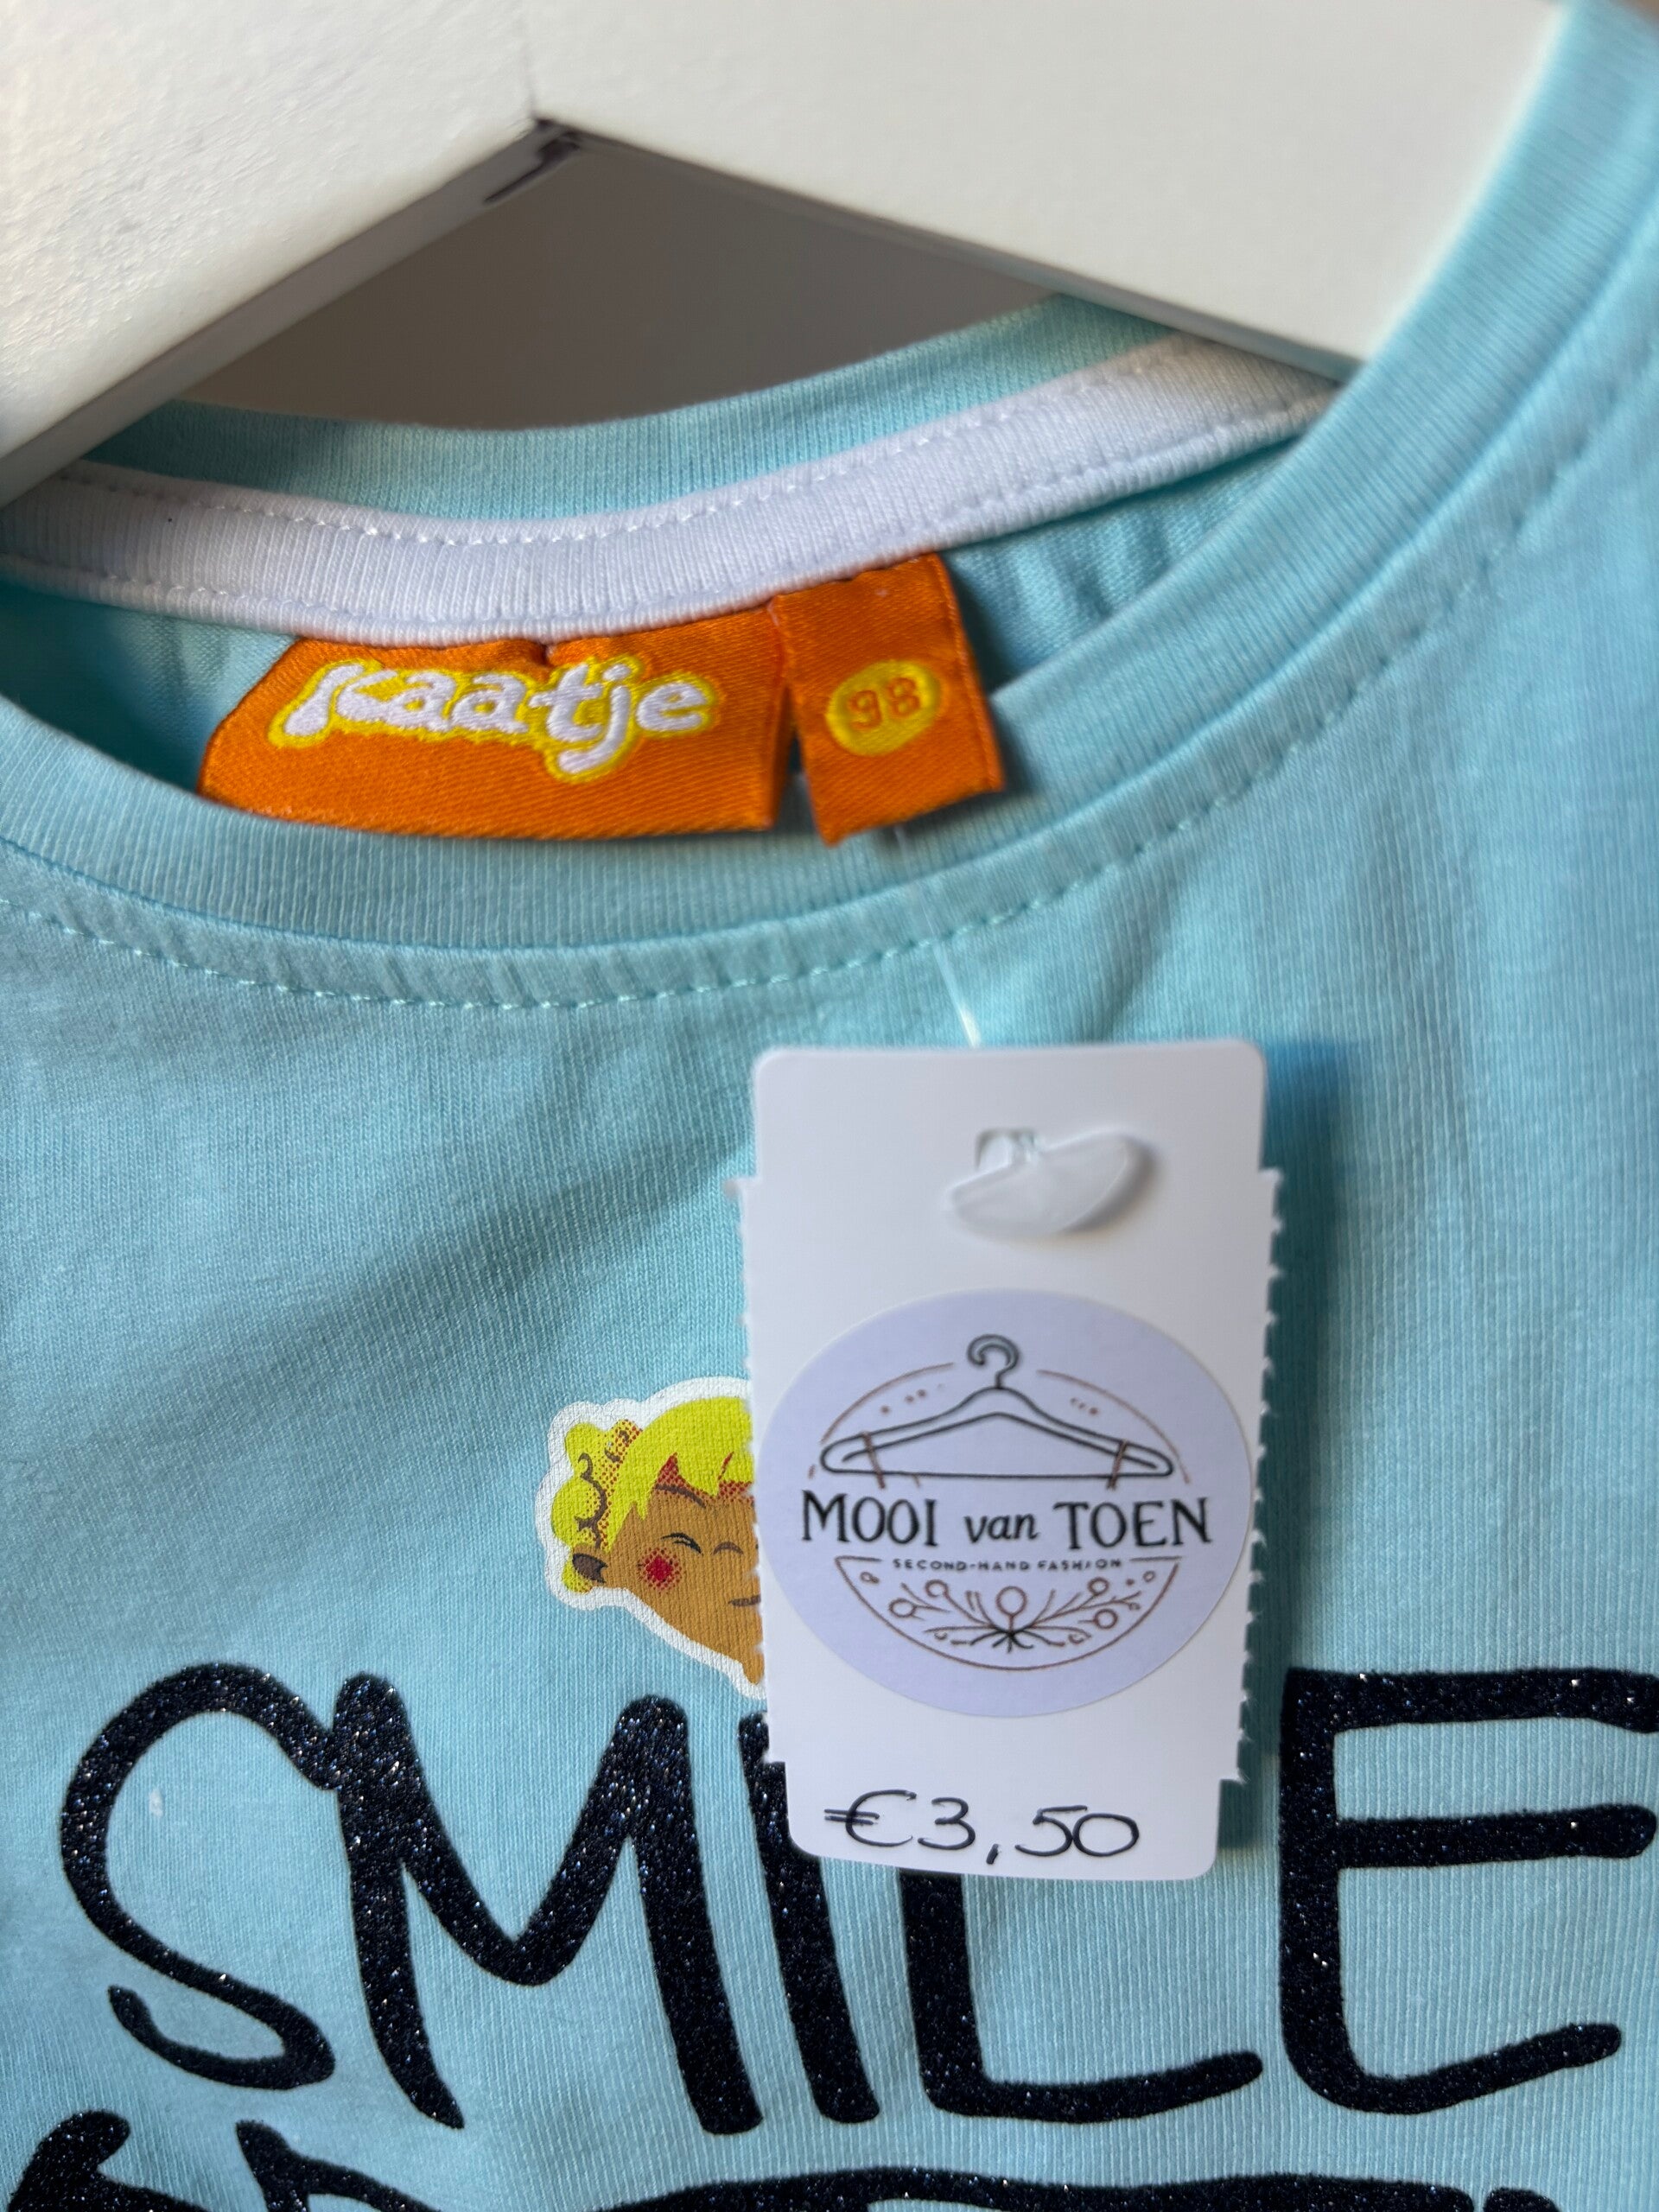 Kaatje
98
MOOI van TOEN
SECOND-HAND FASHION
€3,50
SMILE